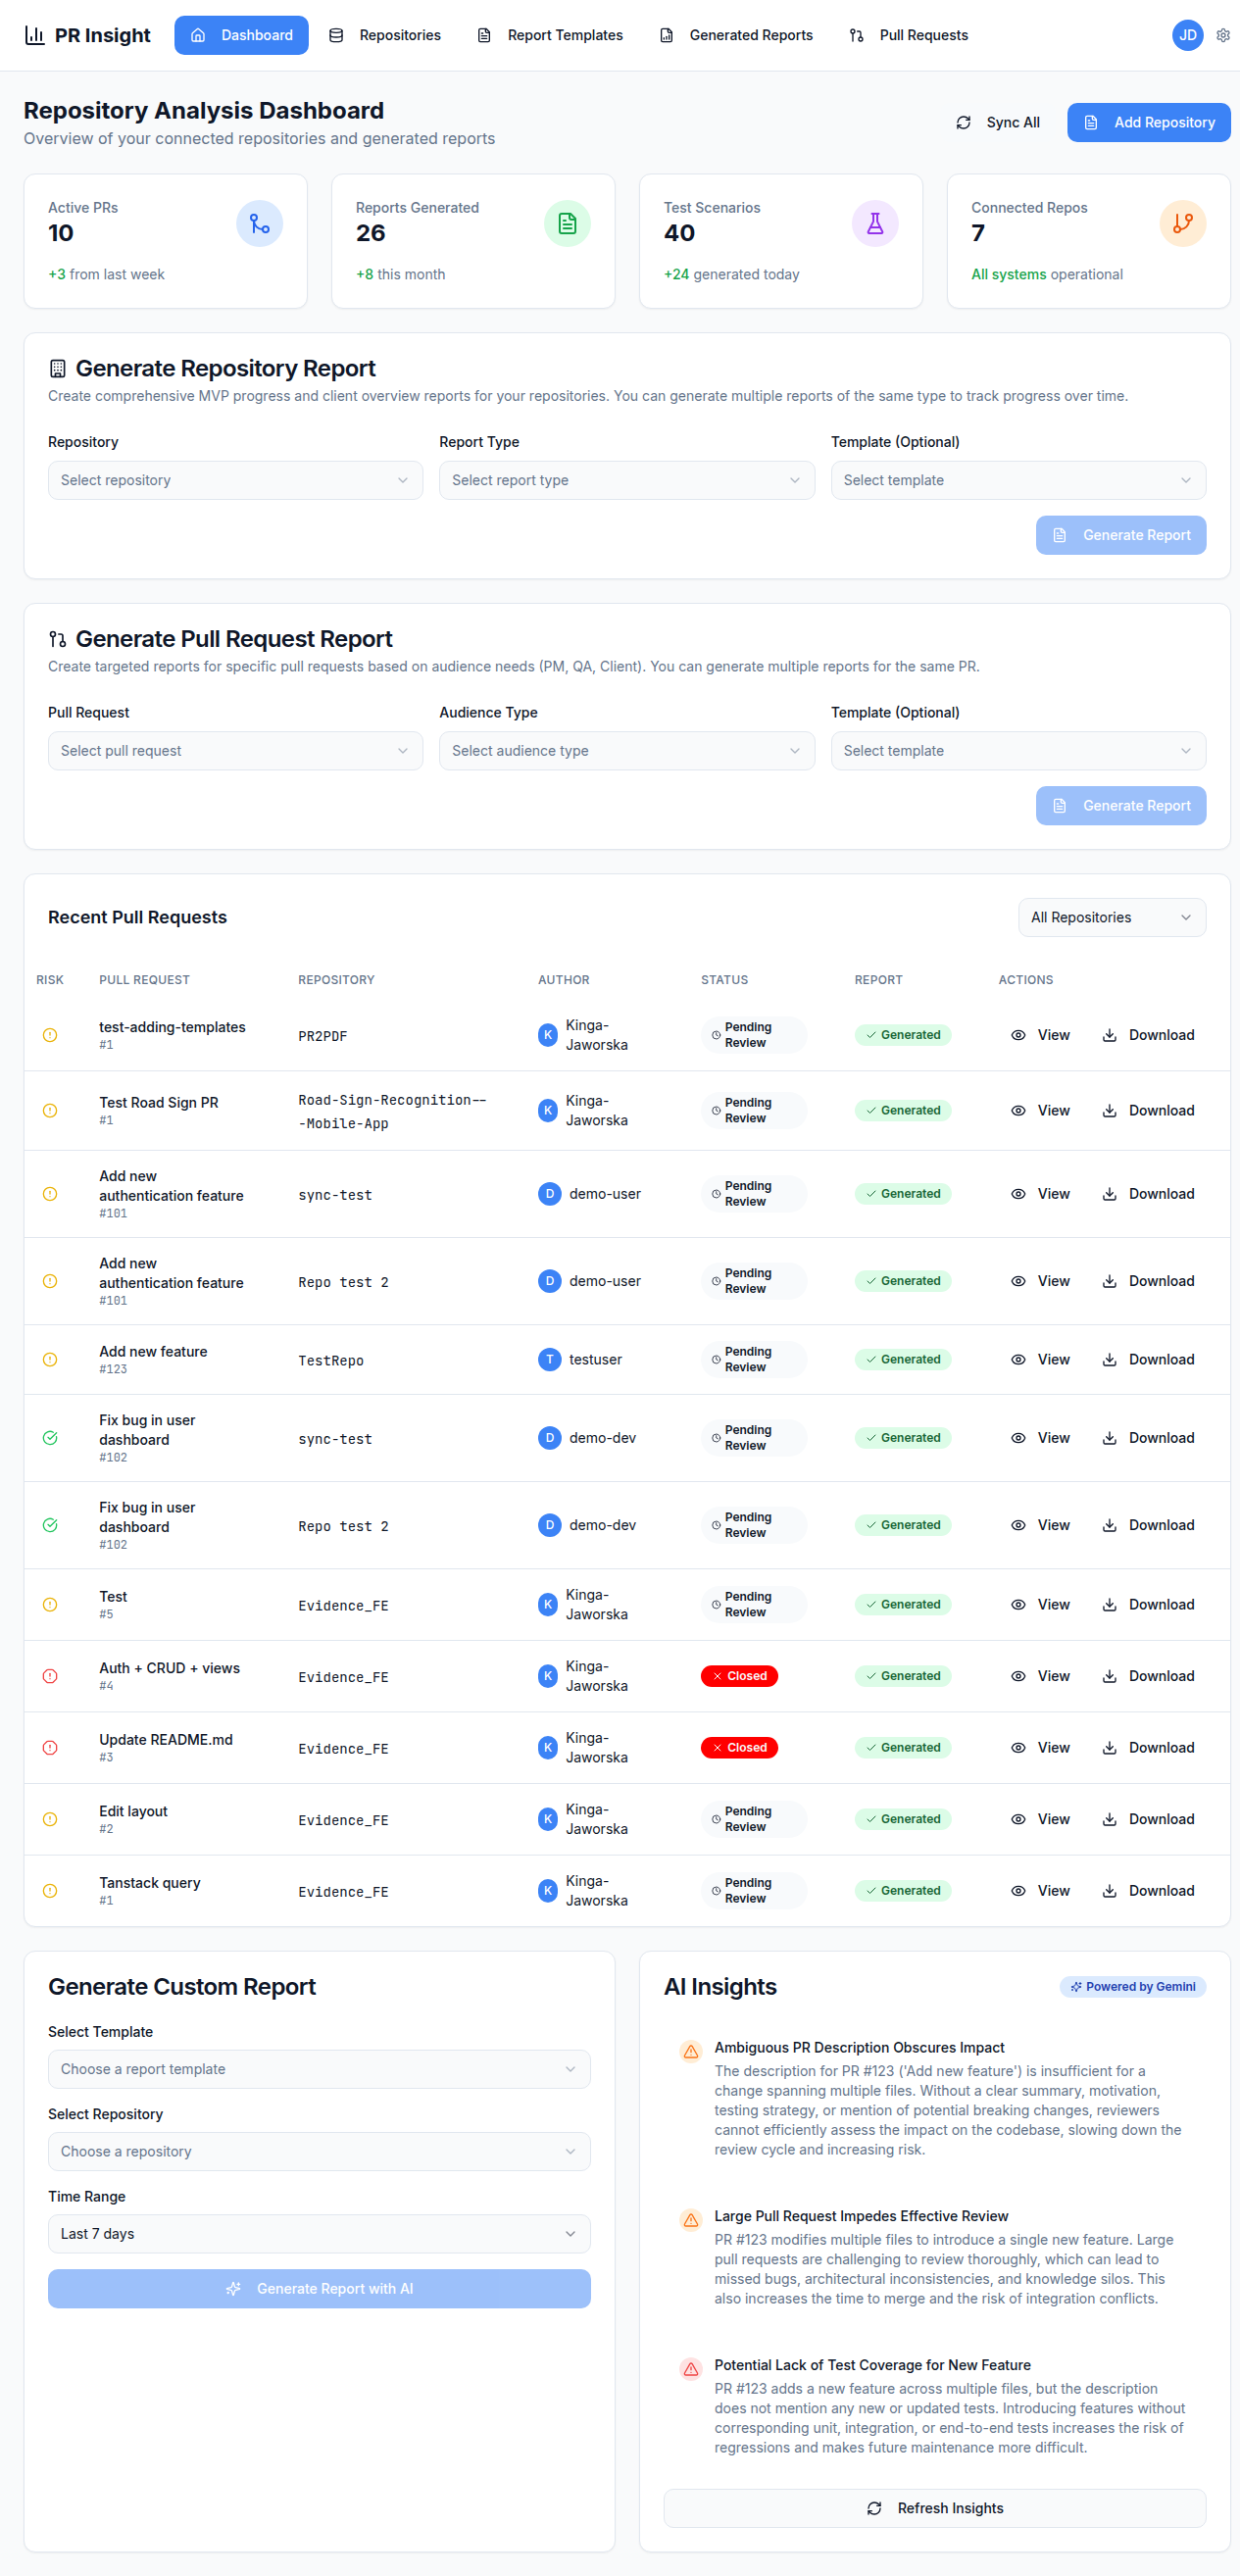 PR Insight
Dashboard
Repositories
Report Templates
Generated Reports
Pull Requests
JD
Repository Analysis Dashboard
Overview of your connected repositories and generated reports
Sync All
Add Repository
Active PRs
10
+3 from last week
Reports Generated
26
+8 this month
Test Scenarios
40
+24 generated today
Connected Repos
7
All systems operational
Generate Repository Report
Create comprehensive MVP progress and client overview reports for your repositories. You can generate multiple reports of the same type to track progress over time.
Repository
Report Type
Template (Optional)
Select repository
Select report type
Select template
Generate Report
Generate Pull Request Report
Create targeted reports for specific pull requests based on audience needs (PM, QA, Client). You can generate multiple reports for the same PR.
Pull Request
Audience Type
Template (Optional)
Select pull request
Select audience type
Select template
Generate Report
Recent Pull Requests
All Repositories
RISK PULL REQUEST REPOSITORY AUTHOR STATUS REPORT ACTIONS
test-adding-templates
#1
PR2PDF
K
Kinga-
Jaworska
Pending
Review
Generated
View
Download
Test Road Sign PR
#1
Road-Sign-Recognition--
-Mobile-App
K
Kinga-
Jaworska
Pending
Review
Generated
View
Download
Add new
authentication feature
#101
sync-test
D
demo-user
Pending
Review
Generated
View
Download
Add new
authentication feature
#101
Repo test 2
D
demo-user
Pending
Review
Generated
View
Download
Add new feature
#123
TestRepo
T
testuser
Pending
Review
Generated
View
Download
Fix bug in user
dashboard
#102
sync-test
D
demo-dev
Pending
Review
Generated
View
Download
Fix bug in user
dashboard
#102
Repo test 2
D
demo-dev
Pending
Review
Generated
View
Download
Test
#5
Evidence_FE
K
Kinga-
Jaworska
Pending
Review
Generated
View
Download
Auth + CRUD + views
#4
Evidence_FE
K
Kinga-
Jaworska
Closed
Generated
View
Download
Update README.md
#3
Evidence_FE
K
Kinga-
Jaworska
Closed
Generated
View
Download
Edit layout
#2
Evidence_FE
K
Kinga-
Jaworska
Pending
Review
Generated
View
Download
Tanstack query
#1
Evidence_FE
K
Kinga-
Jaworska
Pending
Review
Generated
View
Download
Generate Custom Report
Select Template
Choose a report template
Select Repository
Choose a repository
Time Range
Last 7 days
Generate Report with AI
AI Insights
Powered by Gemini
Ambiguous PR Description Obscures Impact
The description for PR #123 ('Add new feature') is insufficient for a
change spanning multiple files. Without a clear summary, motivation,
testing strategy, or mention of potential breaking changes, reviewers
cannot efficiently assess the impact on the codebase, slowing down the
review cycle and increasing risk.
Large Pull Request Impedes Effective Review
PR #123 modifies multiple files to introduce a single new feature. Large
pull requests are challenging to review thoroughly, which can lead to
missed bugs, architectural inconsistencies, and knowledge silos. This
also increases the time to merge and the risk of integration conflicts.
Potential Lack of Test Coverage for New Feature
PR #123 adds a new feature across multiple files, but the description
does not mention any new or updated tests. Introducing features without
corresponding unit, integration, or end-to-end tests increases the risk of
regressions and makes future maintenance more difficult.
Refresh Insights